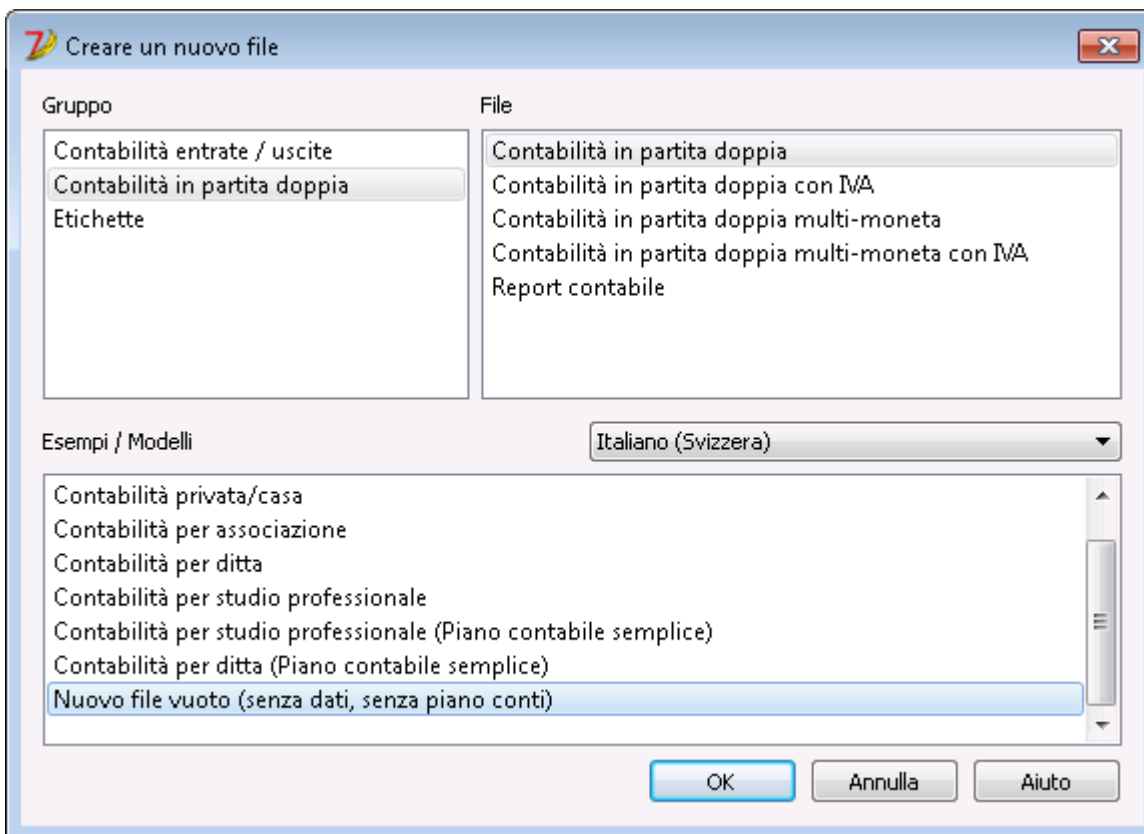 Creare un nuovo file
Gruppo
File
Contabilità entrate / uscite
Contabilità in partita doppia
Etichette
Contabilità in partita doppia
Contabilità in partita doppia con IVA
Contabilità in partita doppia multi-moneta
Contabilità in partita doppia multi-moneta con IVA
Report contabile
Esempi / Modelli
Italiano (Svizzera)
Contabilità privata/casa
Contabilità per associazione
Contabilità per ditta
Contabilità per studio professionale
Contabilità per studio professionale (Piano contabile semplice)
Contabilità per ditta (Piano contabile semplice)
Nuovo file vuoto (senza dati, senza piano conti)
OK
Annulla
Aiuto